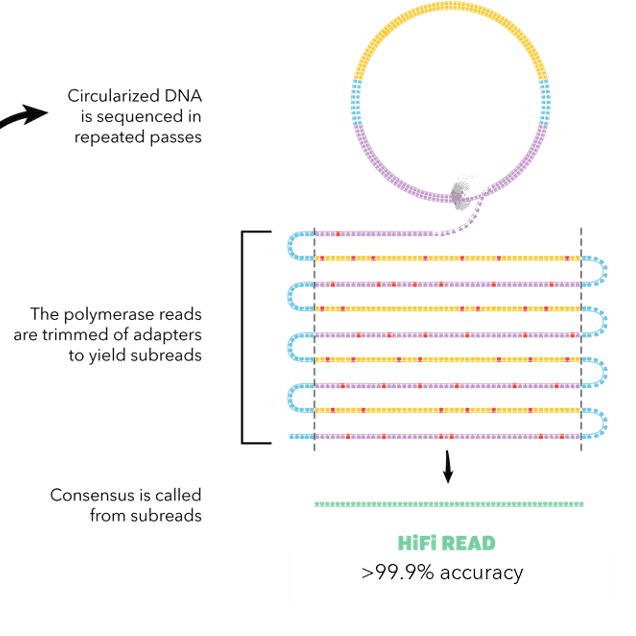 Circularized DNA
is sequenced in
repeated passes
The polymerase reads
are trimmed of adapters
to yield subreads
Consensus is called
from subreads
HiFi READ
>99.9% accuracy